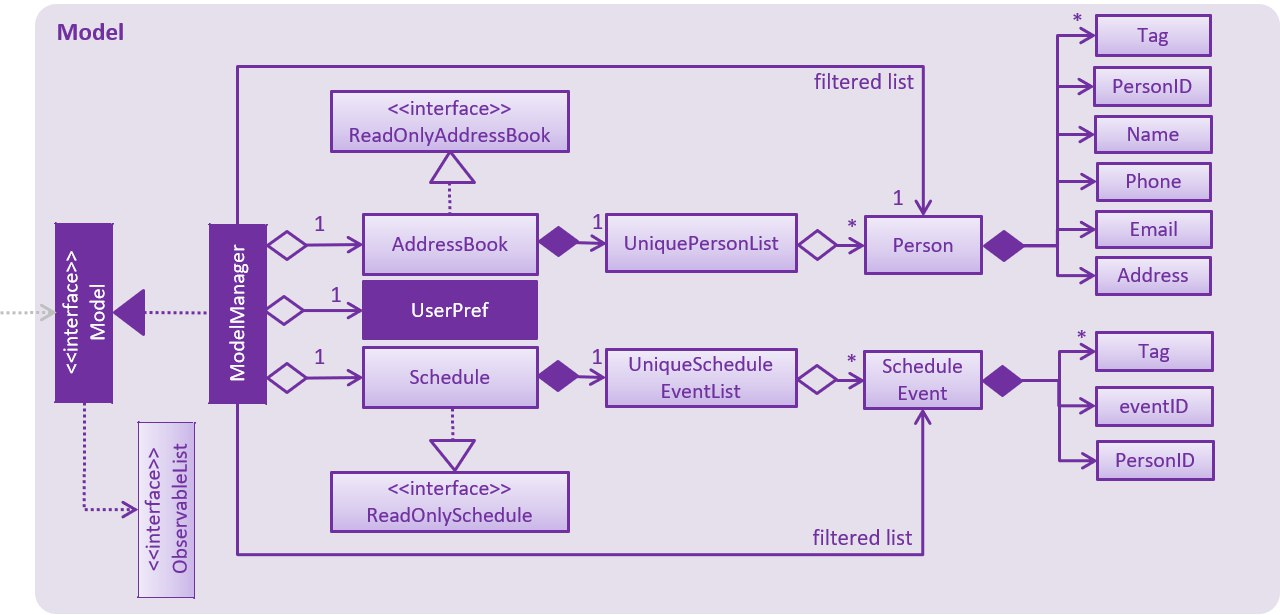 Model
<<interface>>
Model
<<interface>>
ObservableList
ModelManager
filtered list
<<interface>>
ReadOnlyAddressBook
1
AddressBook
1
UniquePersonList
*
1
Person
1
UserPref
1
Schedule
1
UniqueSchedule
EventList
*
Schedule
Event
<<interface>>
ReadOnlySchedule
filtered list
*
Tag
PersonID
Name
Phone
Email
Address
*
Tag
eventID
PersonID